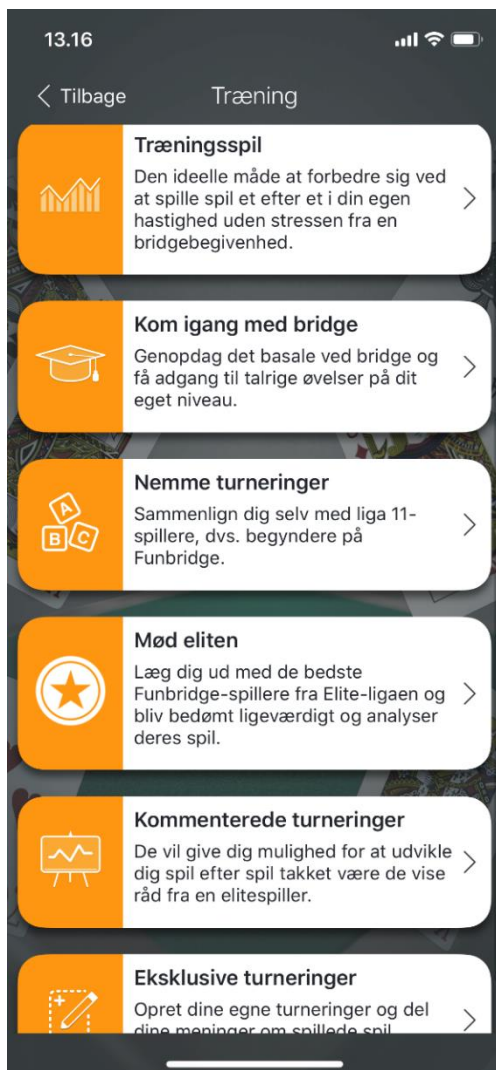 13.16
Tilbage
Træning
Træningsspil
Den ideelle måde at forbedre sig ved
at spille spil et efter et i din egen
hastighed uden stressen fra en
bridgebegivenhed.
Kom igang med bridge
Genopdag det basale ved bridge og
få adgang til talrige øvelser på dit
eget niveau.
Nemme turneringer
Sammenlign dig selv med liga 11-
spillere, dvs. begyndere på
Funbridge.
Mød eliten
Læg dig ud med de bedste
Funbridge-spillere fra Elite-ligaen og
bliv bedømt ligeværdigt og analyser
deres spil.
Kommenterede turneringer
De vil give dig mulighed for at udvikle
dig spil efter spil takket være de vise
råd fra en elitespiller.
Eksklusive turneringer
Opret dine egne turneringer og del
dine meninger om spillede spil
A
B C